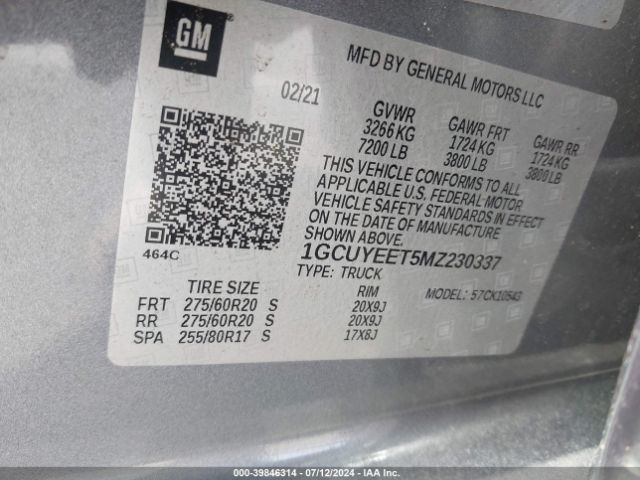 GM
MFD BY GENERAL MOTORS LLC
02/21
GVWR GAWR FRT GAWR RR
3266 KG 1724 KG 1724 KG
7200 LB 3800 LB 3800 LB
THIS VEHICLE CONFORMS TO ALL
APPLICABLE U.S. FEDERAL MOTOR
VEHICLE SAFETY STANDARDS IN EFFECT
ON THE DATE OF MANUFACTURE
SHOWN ABOVE.
464C
1GCUYEET5MZ230337
TYPE: TRUCK
TIRE SIZE RIM MODEL: 57CK10543
FRT 275/60R20 S 20X9J
RR 275/60R20 S 20X9J
SPA 255/80R17 S 17X8J
000-39846314 - 07/12/2024 - IAA Inc.